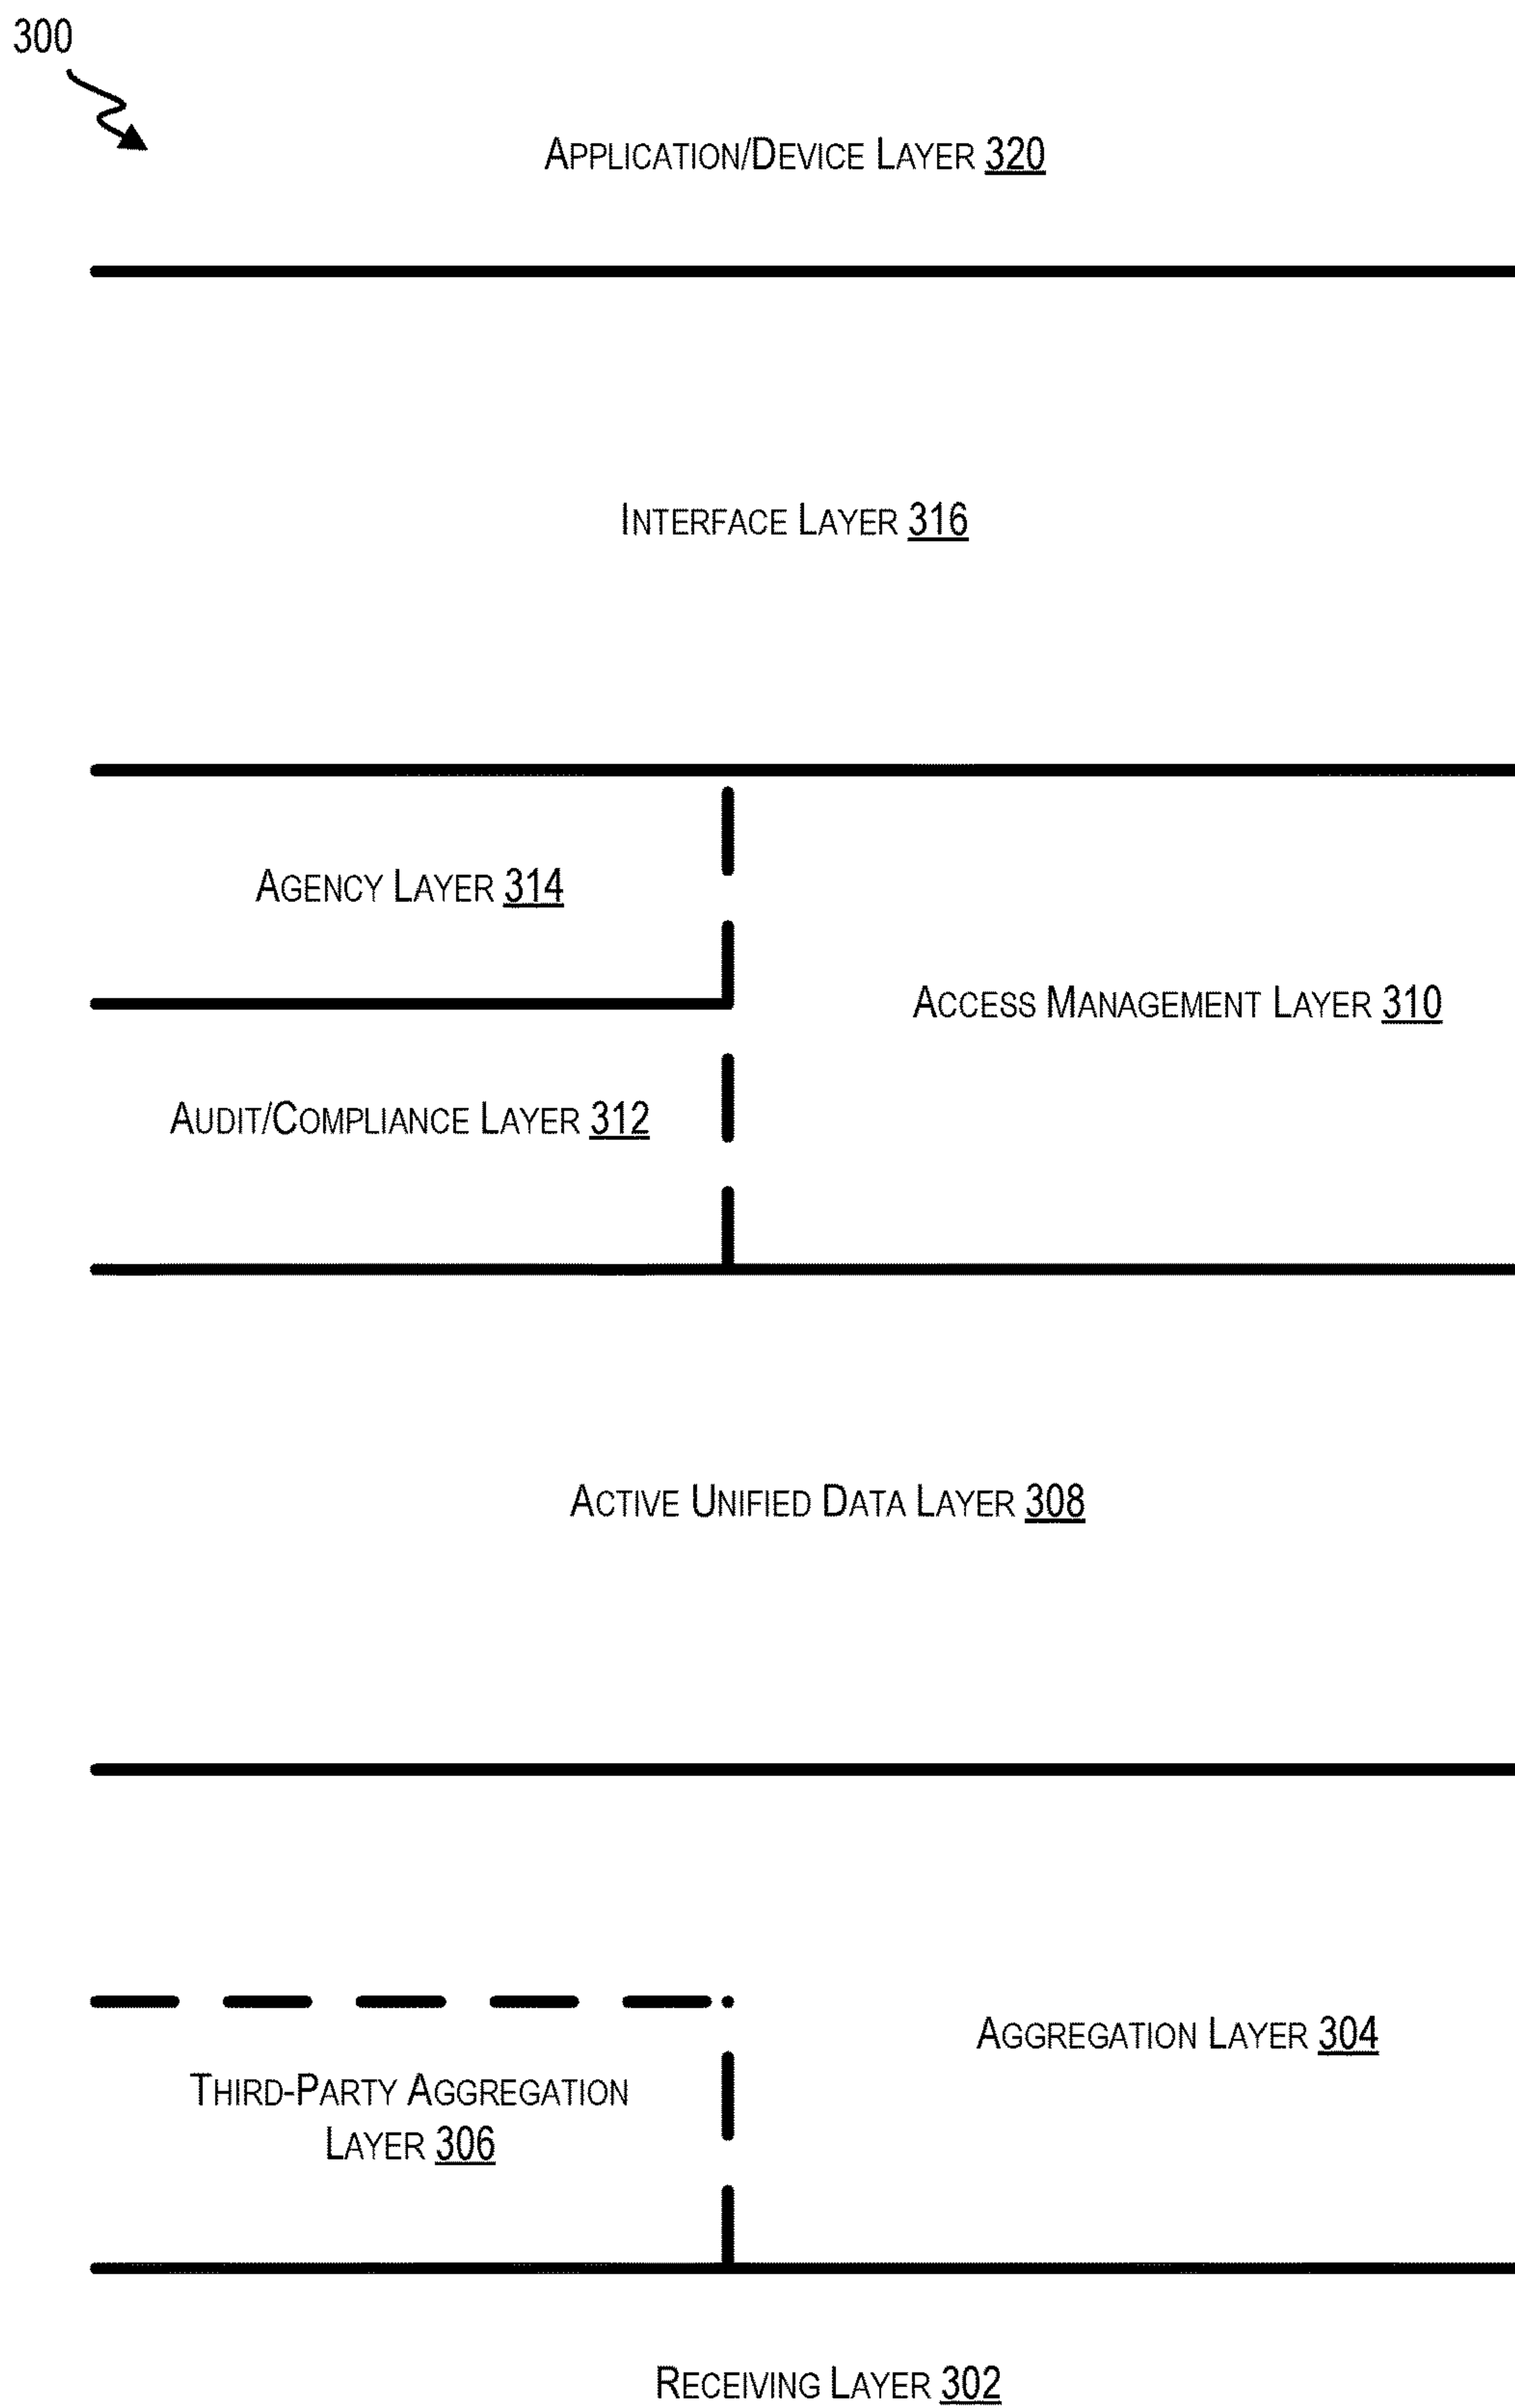 300
APPLICATION/DEVICE LAYER 320
INTERFACE LAYER 316
AGENCY LAYER 314
ACCESS MANAGEMENT LAYER 310
AUDIT/COMPLIANCE LAYER 312
ACTIVE UNIFIED DATA LAYER 308
AGGREGATION LAYER 304
THIRD-PARTY AGGREGATION
LAYER 306
RECEIVING LAYER 302